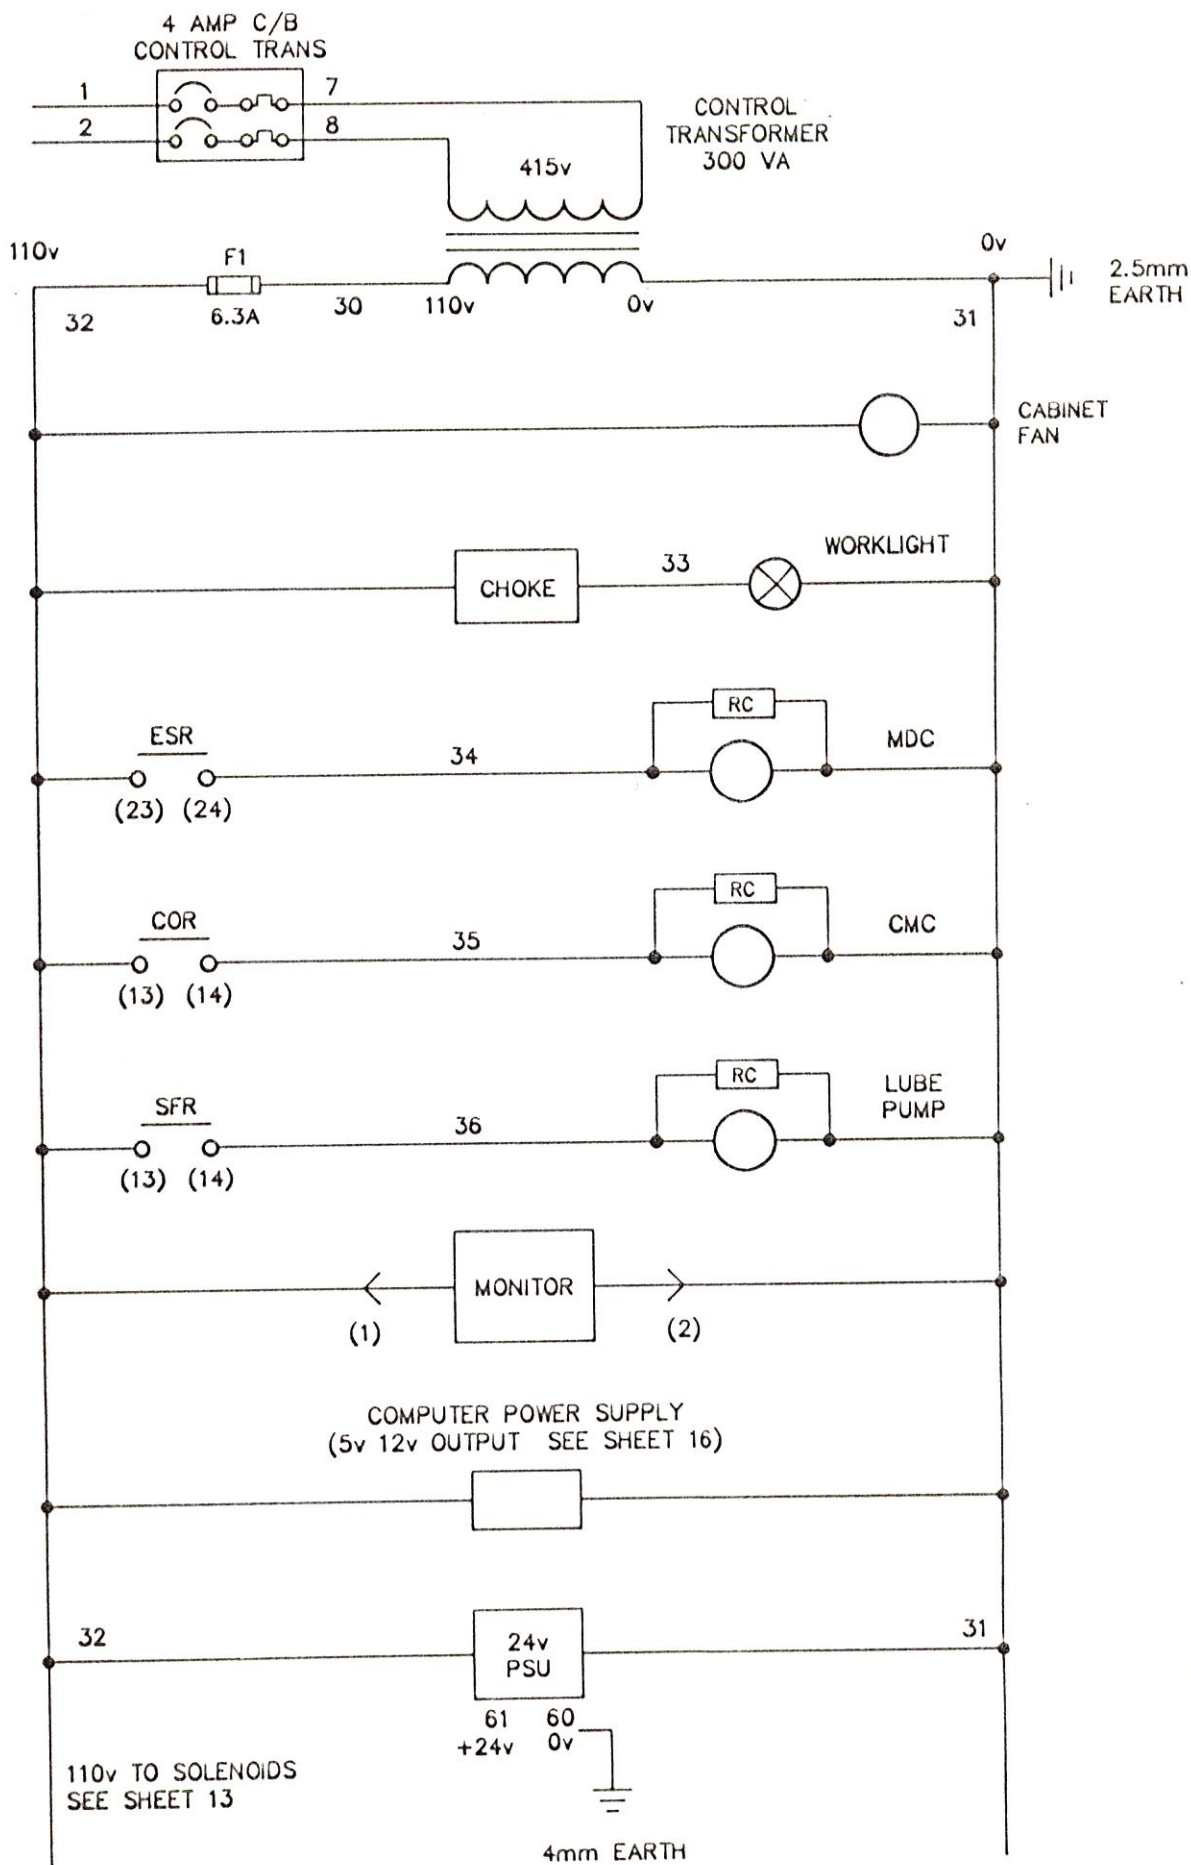 4 AMP C/B
CONTROL TRANS
1
7
2
8
CONTROL
TRANSFORMER
300 VA
415v
110v
F1
0v
2.5mm
EARTH
32
6.3A
30
110v
0v
31
CABINET
FAN
WORKLIGHT
CHOKE
33
RC
ESR
34
MDC
(23) (24)
RC
COR
35
CMC
(13) (14)
RC
SFR
36
LUBE
PUMP
(13) (14)
MONITOR
(1)
(2)
COMPUTER POWER SUPPLY
(5v 12v OUTPUT SEE SHEET 16)
32
24v
PSU
31
61 60
+24v 0v
110v TO SOLENOIDS
SEE SHEET 13
4mm EARTH